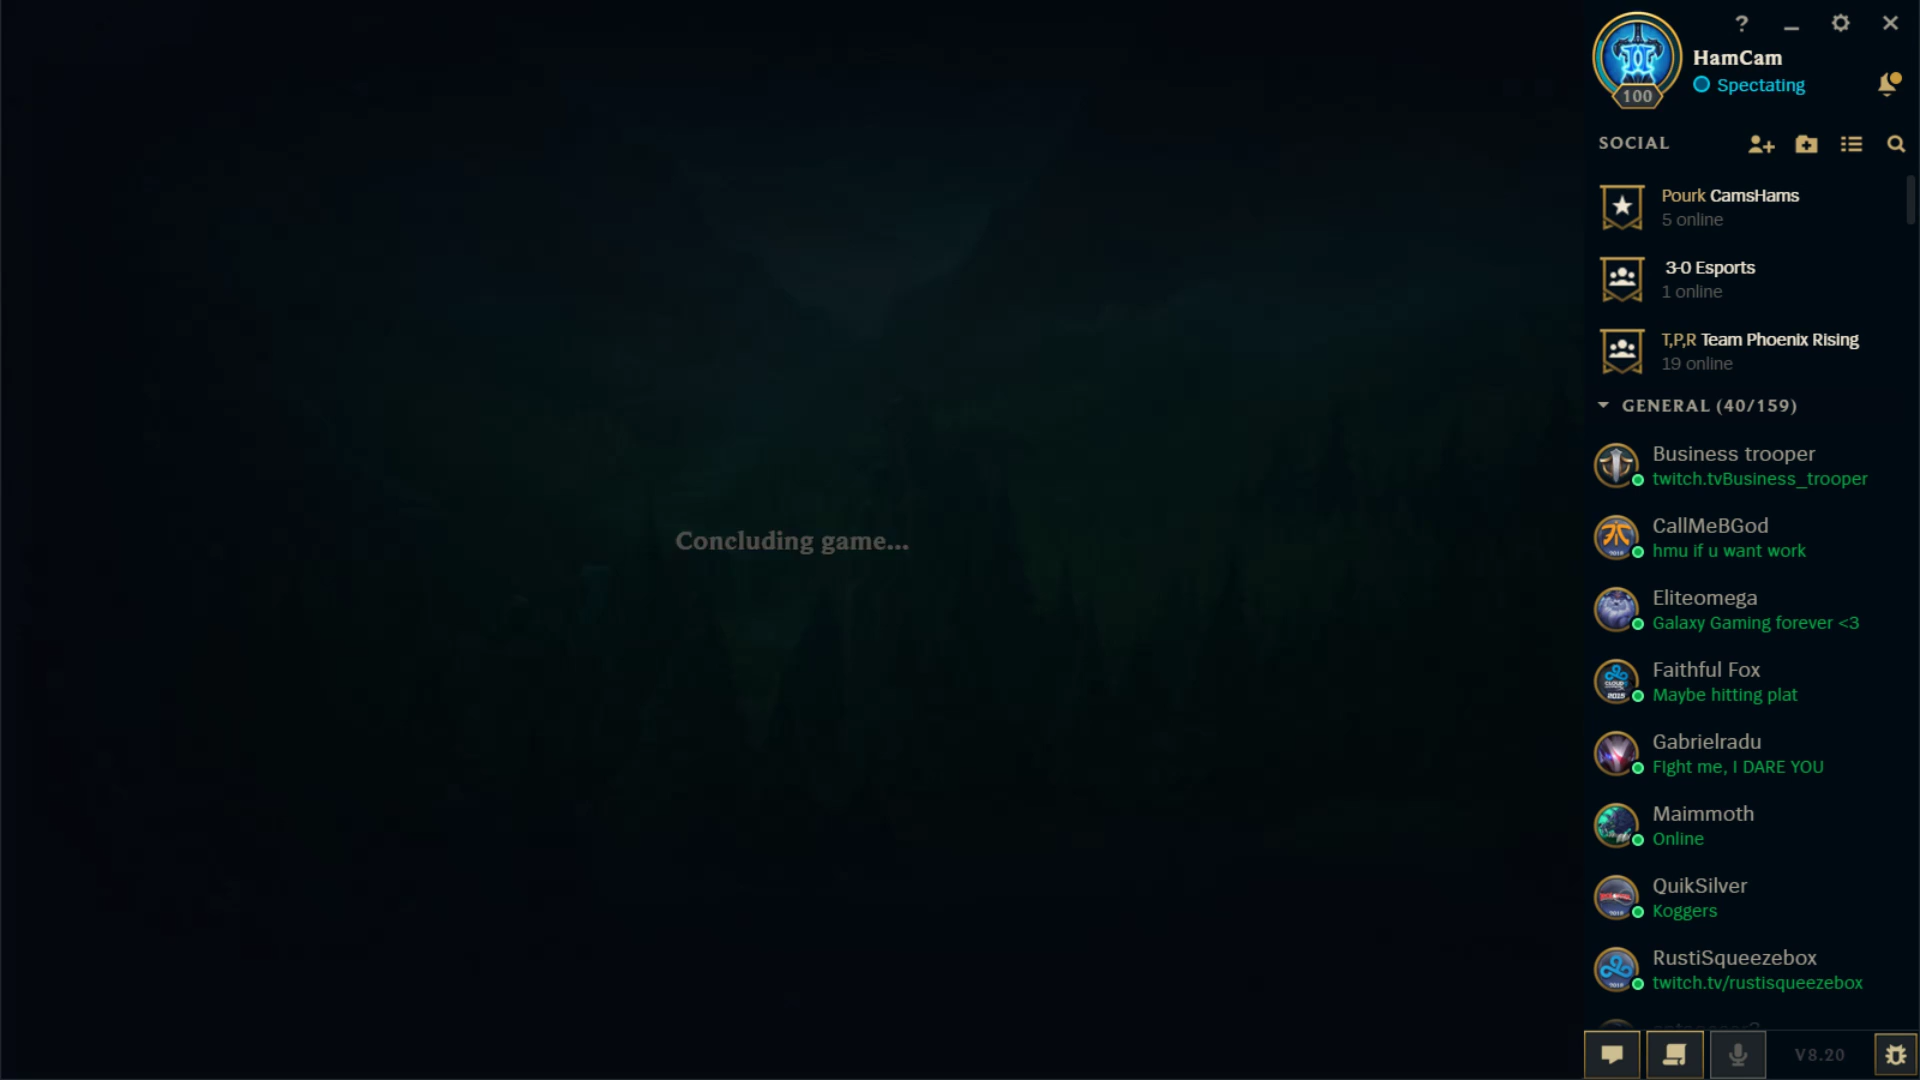 ?
HamCam
Spectating
100
SOCIAL
Pourk CamsHams
5 online
3-0 Esports
1 online
T,P,R Team Phoenix Rising
19 online
GENERAL (40/159)
Business trooper
twitch.tvBusiness_trooper
CallMeBGod
hmu if u want work
Concluding game...
Eliteomega
Galaxy Gaming forever <3
Faithful Fox
Maybe hitting plat
Gabrielradu
FIght me, I DARE YOU
Maimmoth
Online
QuikSilver
Koggers
RustiSqueezebox
twitch.tv/rustisqueezebox
V8.20